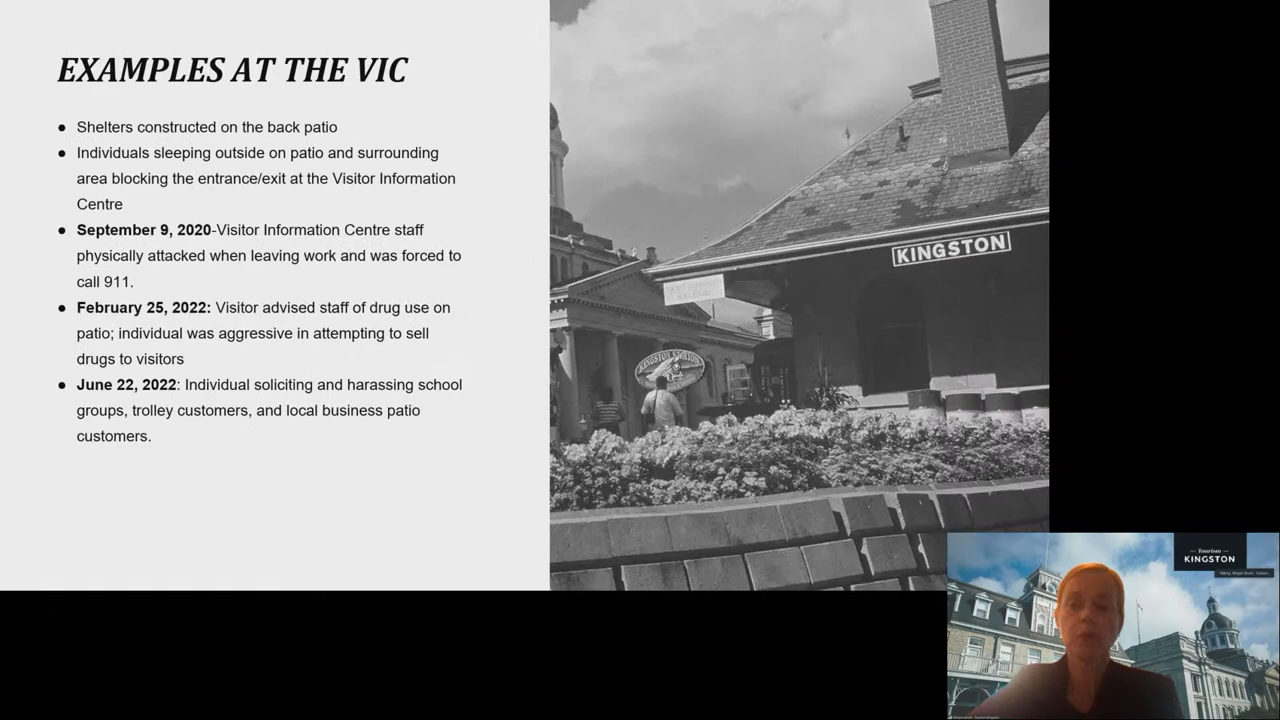 EXAMPLES AT THE VIC
● Shelters constructed on the back patio
● Individuals sleeping outside on patio and surrounding
area blocking the entrance/exit at the Visitor Information
Centre
● September 9, 2020-Visitor Information Centre staff
physically attacked when leaving work and was forced to
call 911.
● February 25, 2022: Visitor advised staff of drug use on
patio; individual was aggressive in attempting to sell
drugs to visitors
● June 22, 2022: Individual soliciting and harassing school
groups, trolley customers, and local business patio
customers.
KINGSTON
KINGSTON STATION
Tourism
KINGSTON